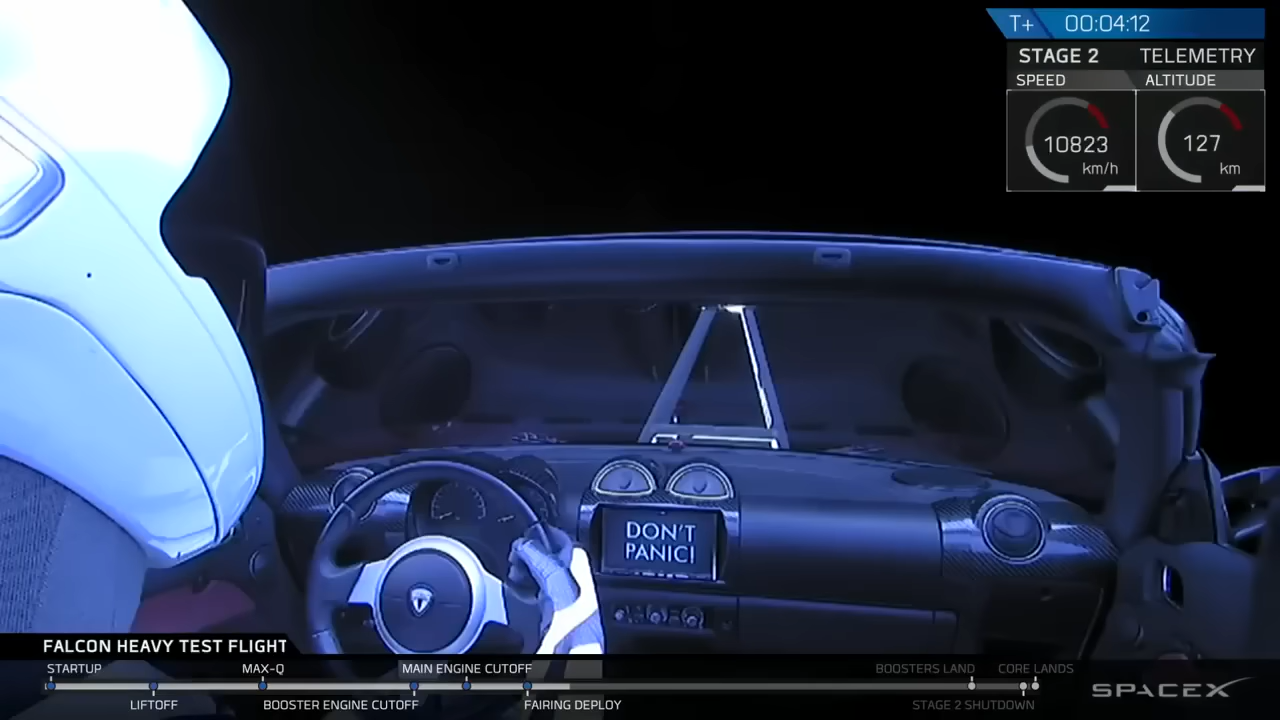 T+ 00:04:12
STAGE 2 TELEMETRY
SPEED ALTITUDE
10823 127
km/h km
DON'T
PANIC!
FALCON HEAVY TEST FLIGHT
STARTUP MAX-Q MAIN ENGINE CUTOFF BOOSTERS LAND CORE LANDS
LIFTOFF BOOSTER ENGINE CUTOFF FAIRING DEPLOY STAGE 2 SHUTDOWN
SPACEX